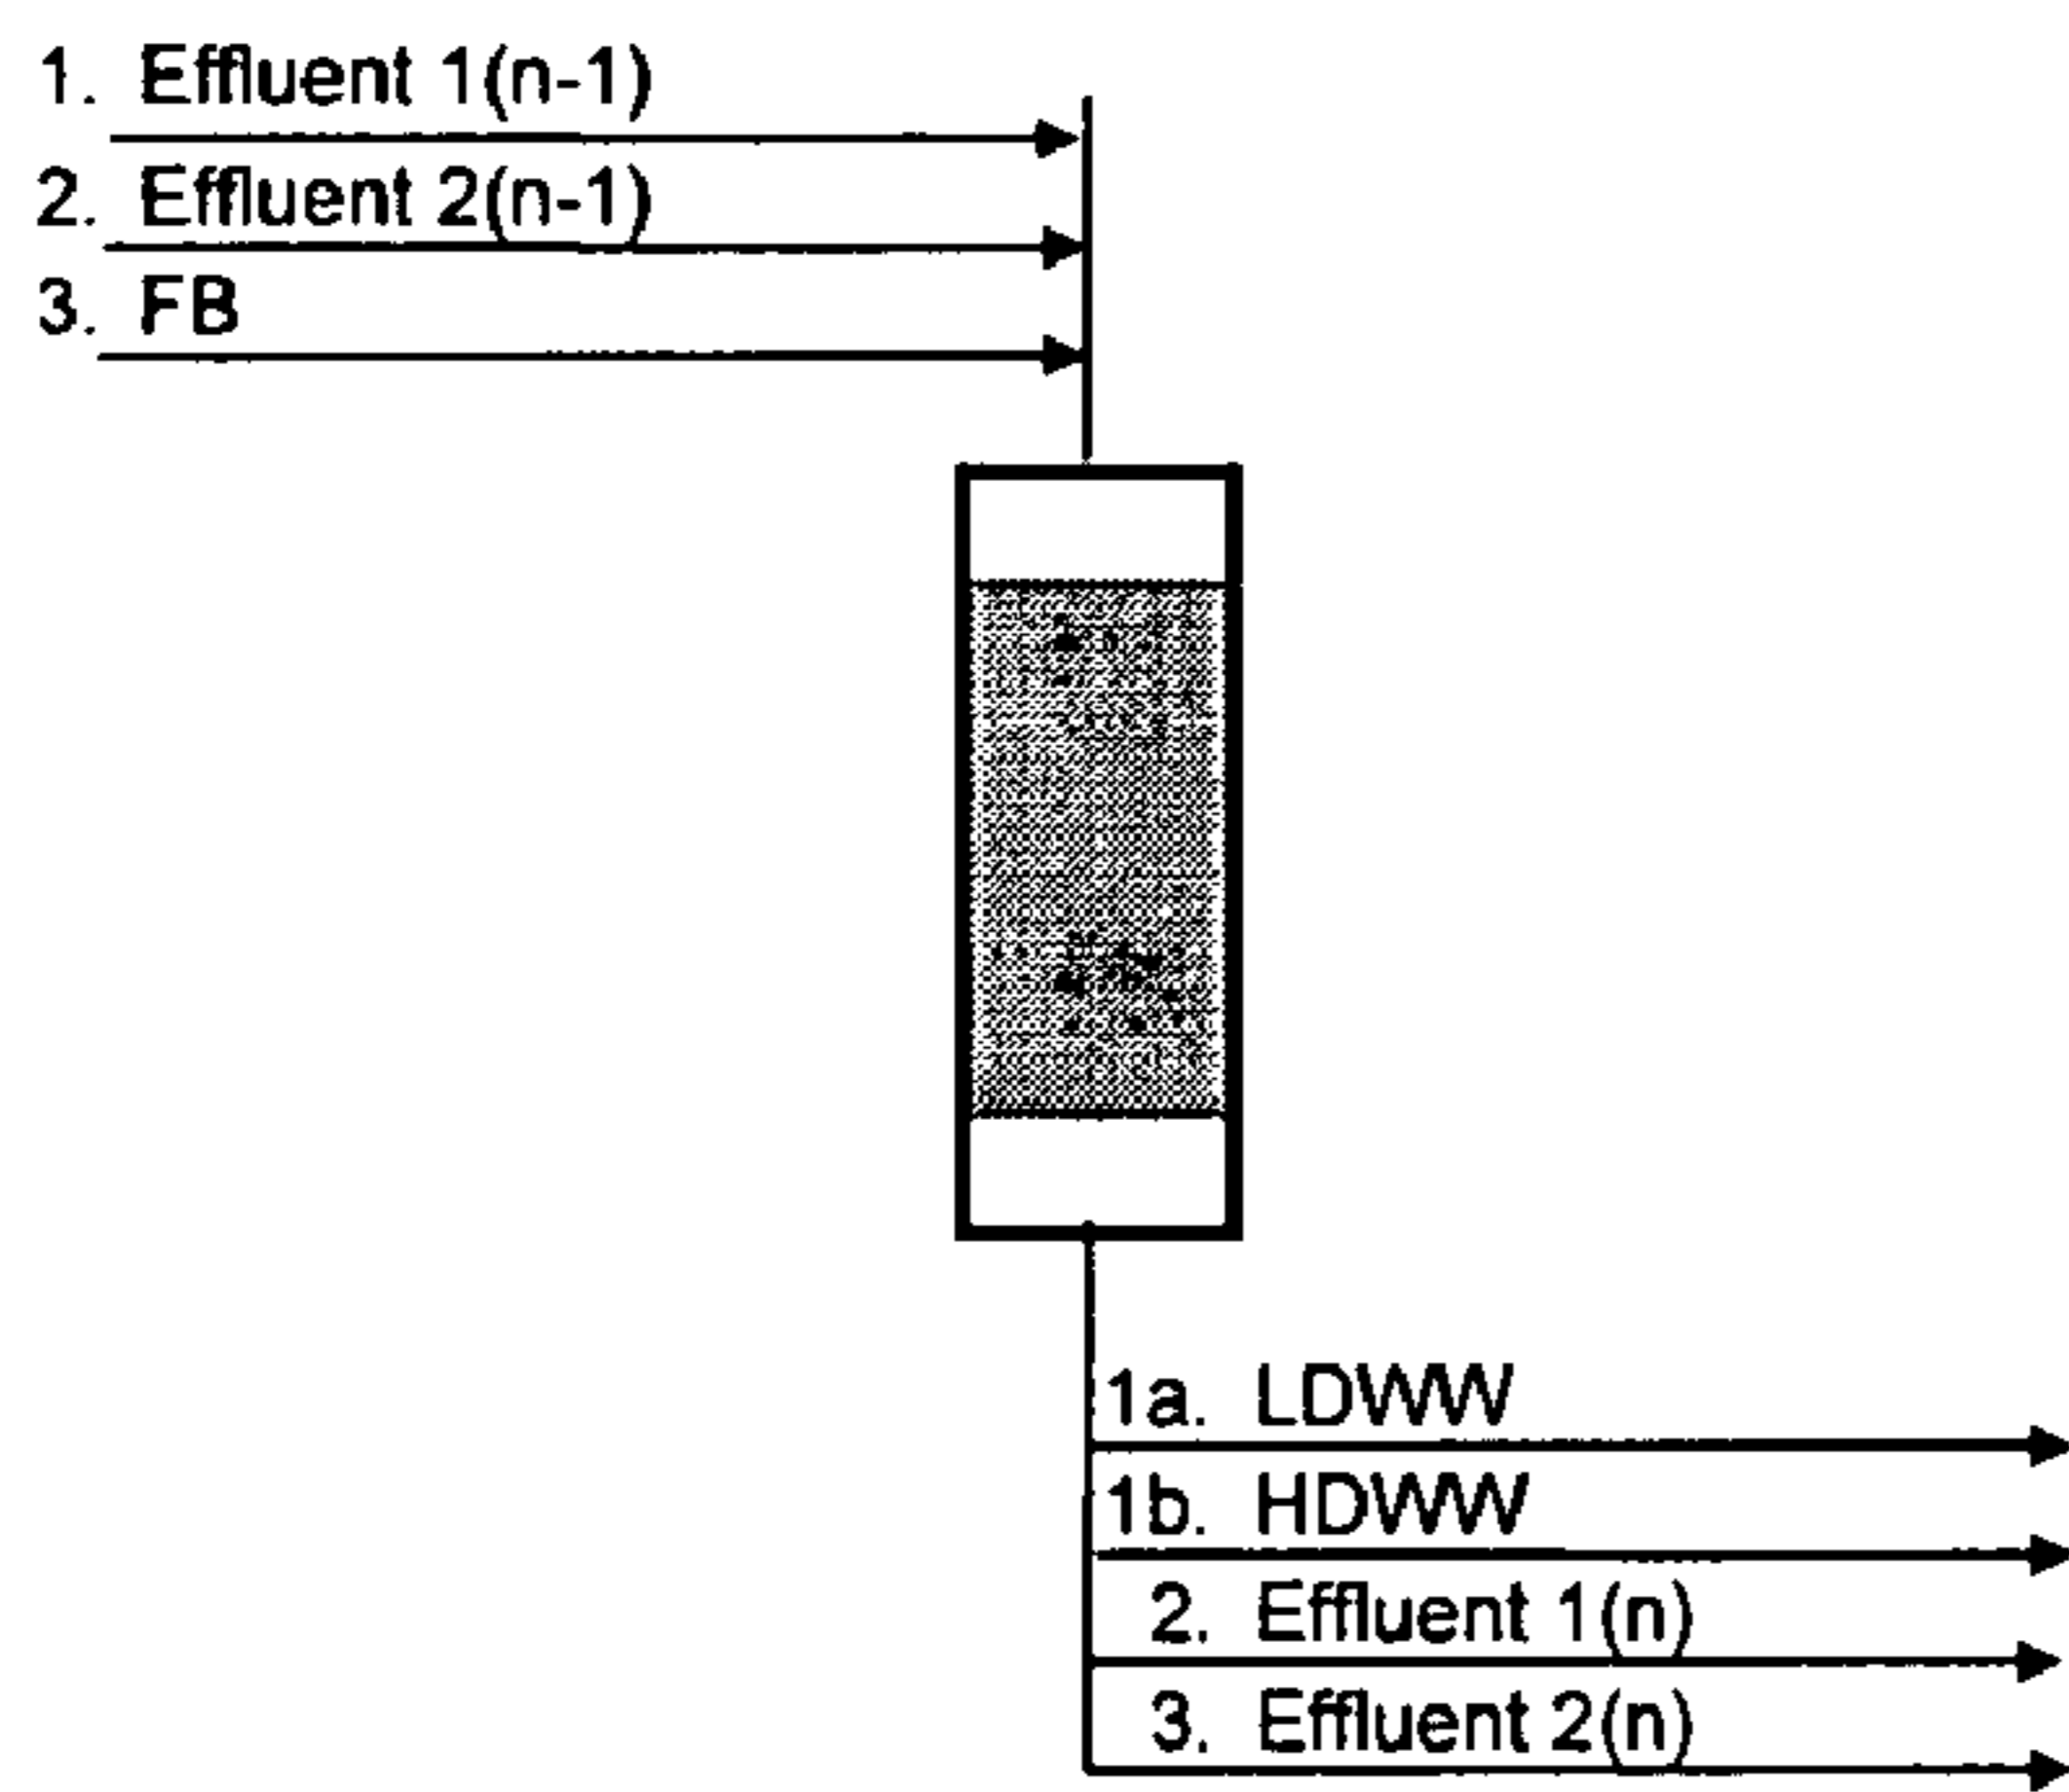 1. Effluent 1(n-1)
2. Effluent 2(n-1)
3. FB
1a. LDWW
1b. HDWW
2. Effluent 1(n)
3. Effluent 2(n)